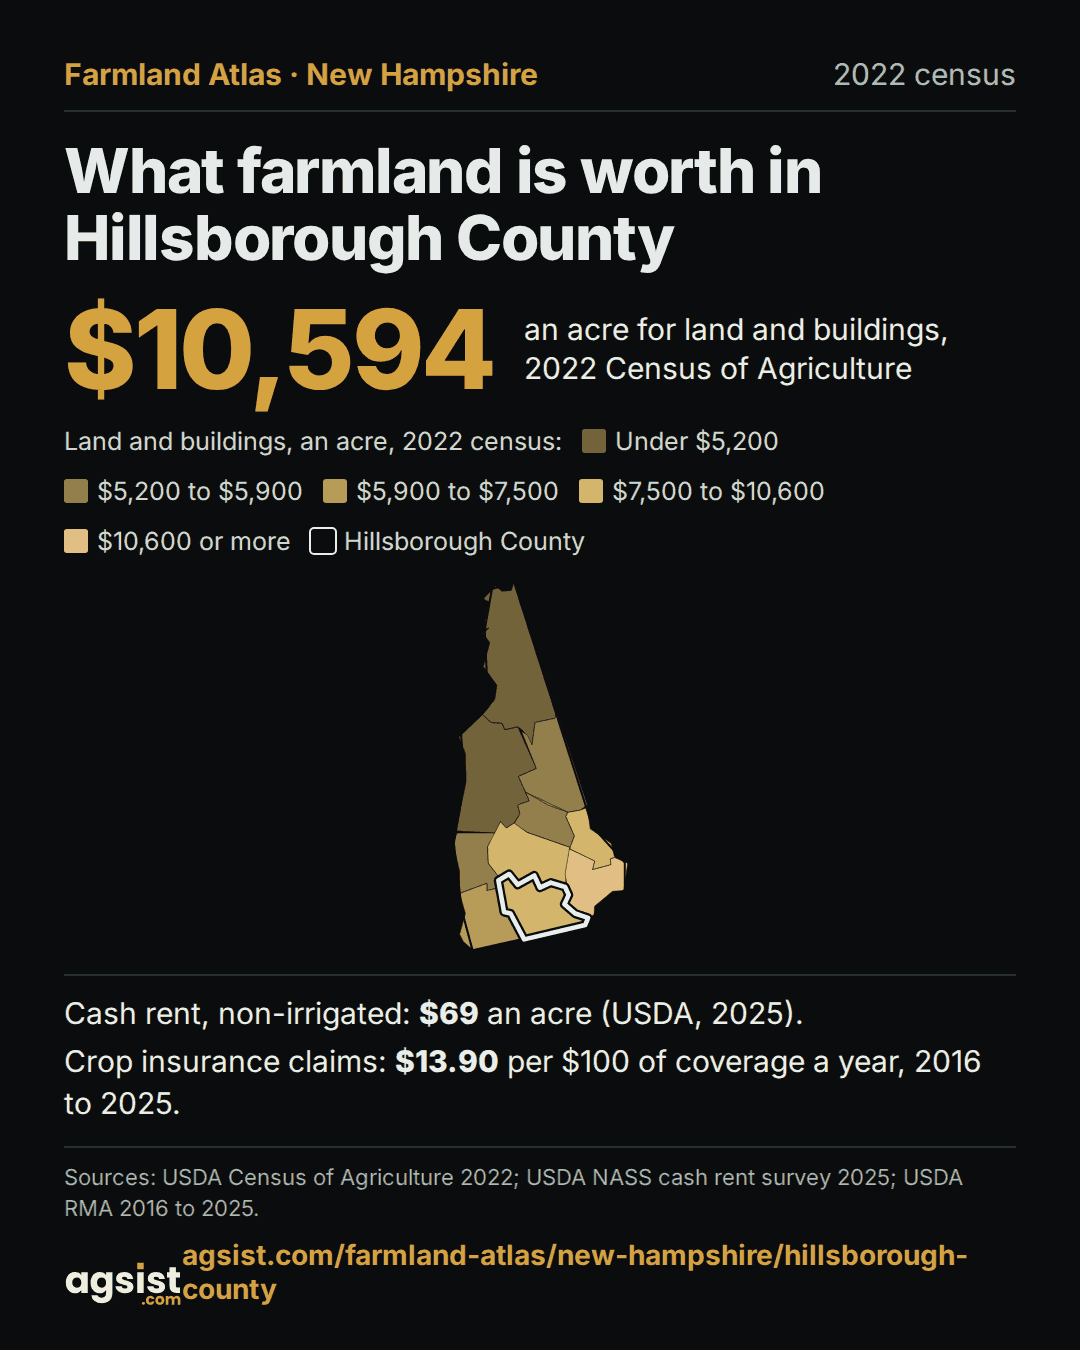 Farmland Atlas · New Hampshire 2022 census
What farmland is worth in
Hillsborough County
$10,594
an acre for land and buildings,
2022 Census of Agriculture
Land and buildings, an acre, 2022 census: Under $5,200
$5,200 to $5,900 $5,900 to $7,500 $7,500 to $10,600
$10,600 or more Hillsborough County
Cash rent, non-irrigated: $69 an acre (USDA, 2025).
Crop insurance claims: $13.90 per $100 of coverage a year, 2016
to 2025.
Sources: USDA Census of Agriculture 2022; USDA NASS cash rent survey 2025; USDA
RMA 2016 to 2025.
agsist.com
agsist.com/farmland-atlas/new-hampshire/hillsborough-
county